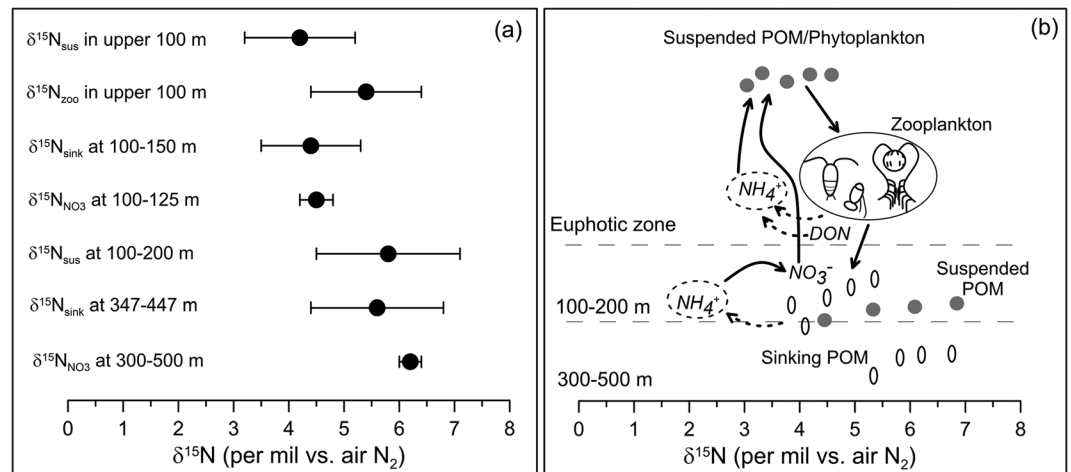 (a)
δ¹⁵Nsus in upper 100 m
δ¹⁵Nzoo in upper 100 m
δ¹⁵Nsink at 100-150 m
δ¹⁵NNO3 at 100-125 m
δ¹⁵Nsus at 100-200 m
δ¹⁵Nsink at 347-447 m
δ¹⁵NNO3 at 300-500 m
0 1 2 3 4 5 6 7 8
δ¹⁵N (per mil vs. air N₂)
(b)
Suspended POM/Phytoplankton
Zooplankton
NH₄⁺
DON
Euphotic zone
NO₃⁻
Suspended
POM
NH₄⁺
100-200 m
Sinking POM
300-500 m
0 1 2 3 4 5 6 7 8
δ¹⁵N (per mil vs. air N₂)